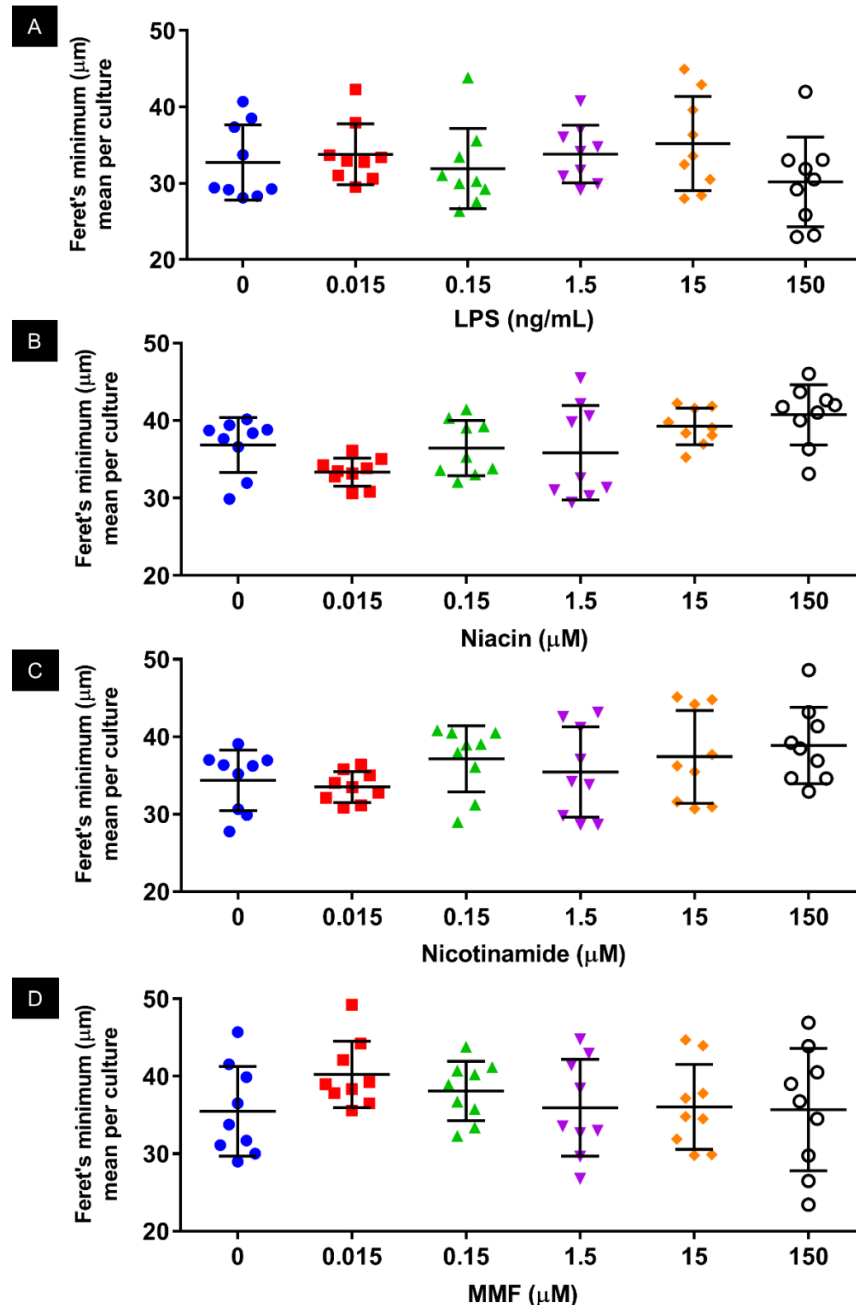 A
Feret's minimum (μm)
mean per culture
50
40
30
20
0 0.015 0.15 1.5 15 150
LPS (ng/mL)
B
Feret's minimum (μm)
mean per culture
50
40
30
20
0 0.015 0.15 1.5 15 150
Niacin (μM)
C
Feret's minimum (μm)
mean per culture
50
40
30
20
0 0.015 0.15 1.5 15 150
Nicotinamide (μM)
D
Feret's minimum (μm)
mean per culture
50
40
30
20
0 0.015 0.15 1.5 15 150
MMF (μM)